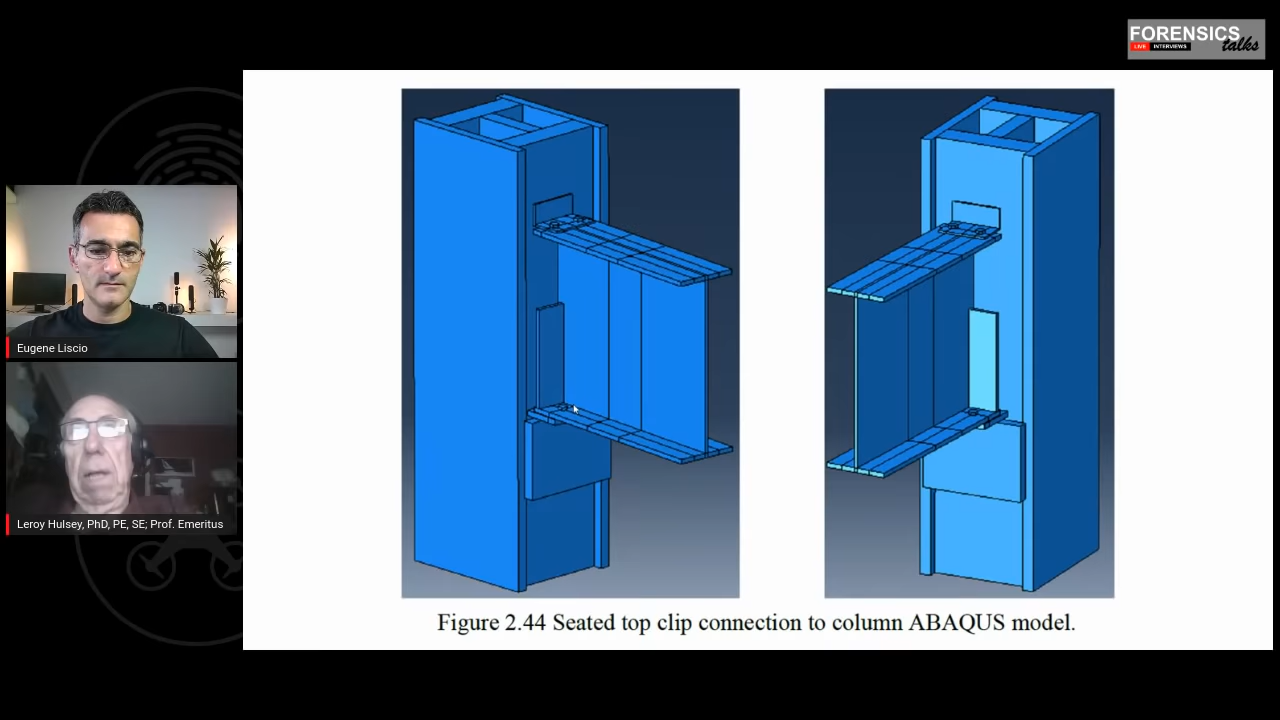 FORENSICS
LIVE INTERVIEWS talks
Eugene Liscio
Leroy Hulsey, PhD, PE, SE; Prof. Emeritus
Figure 2.44 Seated top clip connection to column ABAQUS model.